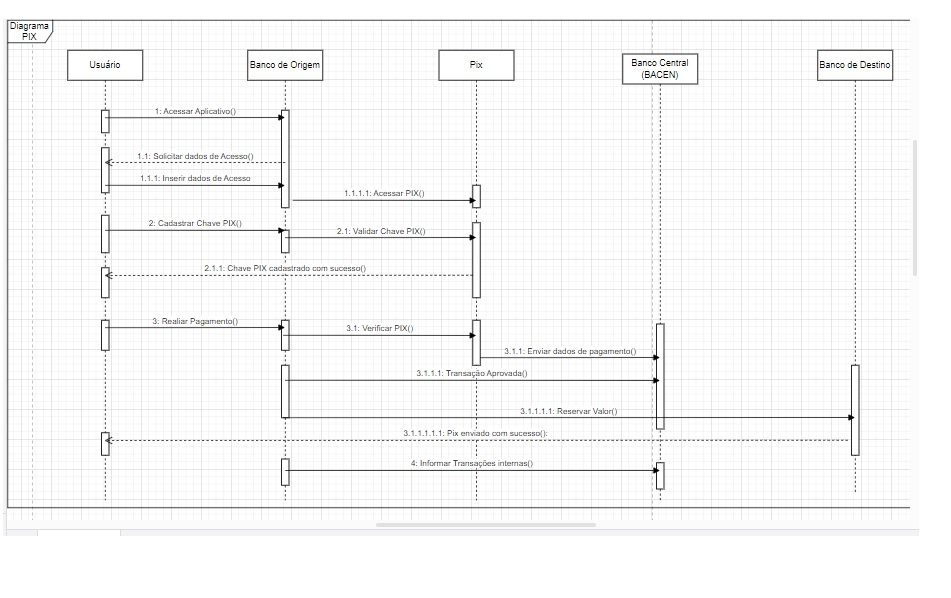 Diagrama
PIX
Usuário
Banco de Origem
Pix
Banco Central
(BACEN)
Banco de Destino
1: Acessar Aplicativo()
1.1: Solicitar dados de Acesso()
1.1.1: Inserir dados de Acesso
1.1.1.1: Acessar PIX()
2: Cadastrar Chave PIX()
2.1: Validar Chave PIX()
2.1.1: Chave PIX cadastrado com sucesso()
3: Realiar Pagamento()
3.1: Verificar PIX()
3.1.1: Enviar dados de pagamento()
3.1.1.1: Transação Aprovada()
3.1.1.1.1: Reservar Valor()
3.1.1.1.1.1: Pix enviado com sucesso();
4: Informar Transações internas()